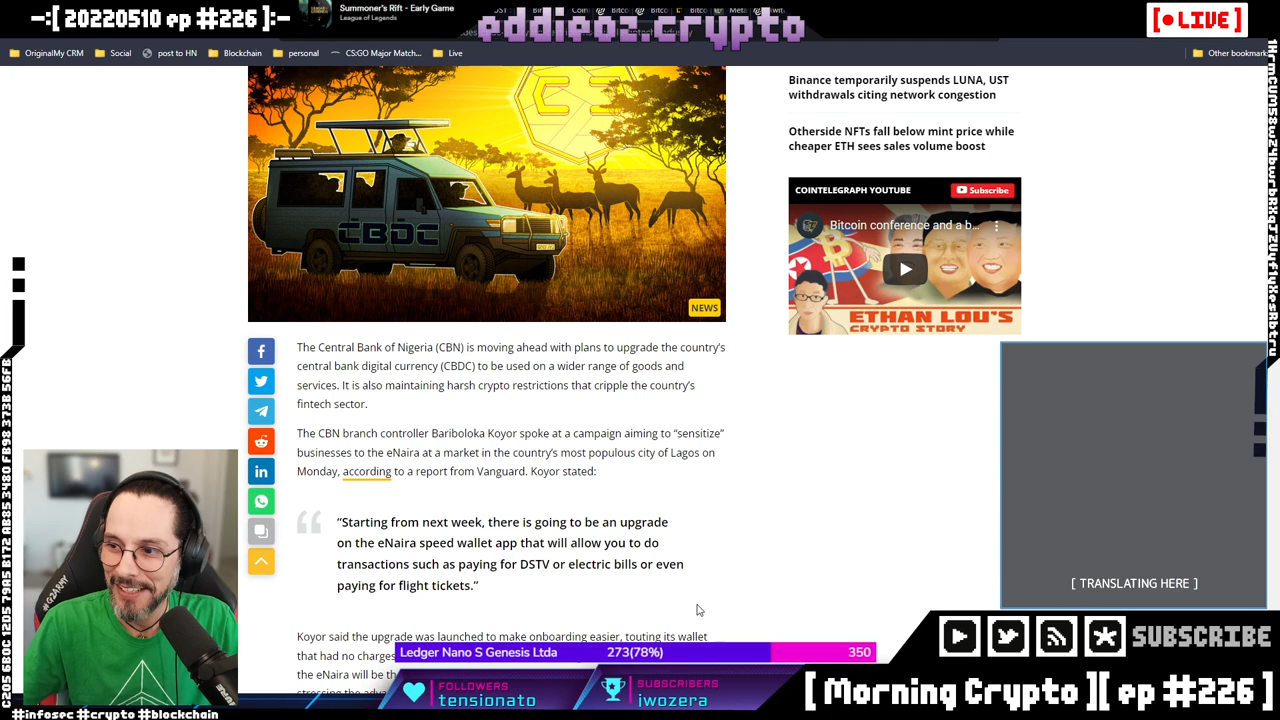 -:[ 20220510 ep #226 ]:-
Summoner's Rift - Early Game
League of Legends
eddieoz.crypto
[● LIVE]
OriginalMy CRM
Social
post to HN
Blockchain
personal
CS:GO Major Match...
Live
Other bookmark
Binance temporarily suspends LUNA, UST
withdrawals citing network congestion
Otherside NFTs fall below mint price while
cheaper ETH sees sales volume boost
COINTELEGRAPH YOUTUBE
Subscribe
Bitcoin conference and a b...
ETHAN LOU'S
CRYPTO STORY
CBDC
NEWS
The Central Bank of Nigeria (CBN) is moving ahead with plans to upgrade the country's
central bank digital currency (CBDC) to be used on a wider range of goods and
services. It is also maintaining harsh crypto restrictions that cripple the country's
fintech sector.
The CBN branch controller Bariboloka Koyor spoke at a campaign aiming to “sensitize”
businesses to the eNaira at a market in the country's most populous city of Lagos on
Monday, according to a report from Vanguard. Koyor stated:
“Starting from next week, there is going to be an upgrade
on the eNaira speed wallet app that will allow you to do
transactions such as paying for DSTV or electric bills or even
paying for flight tickets.”
Koyor said the upgrade was launched to make onboarding easier, touting its wallet
that had no charges
the eNaira will be th
[ TRANSLATING HERE ]
#G2ARMY
Ledger Nano S Genesis Ltda
273(78%)
350
FOLLOWERS
tensionato
SUBSCRIBERS
iwozera
SUBSCRIBE
[ Morning Crypto ][ ep #226 ]
#infosec #crypto #blockchain